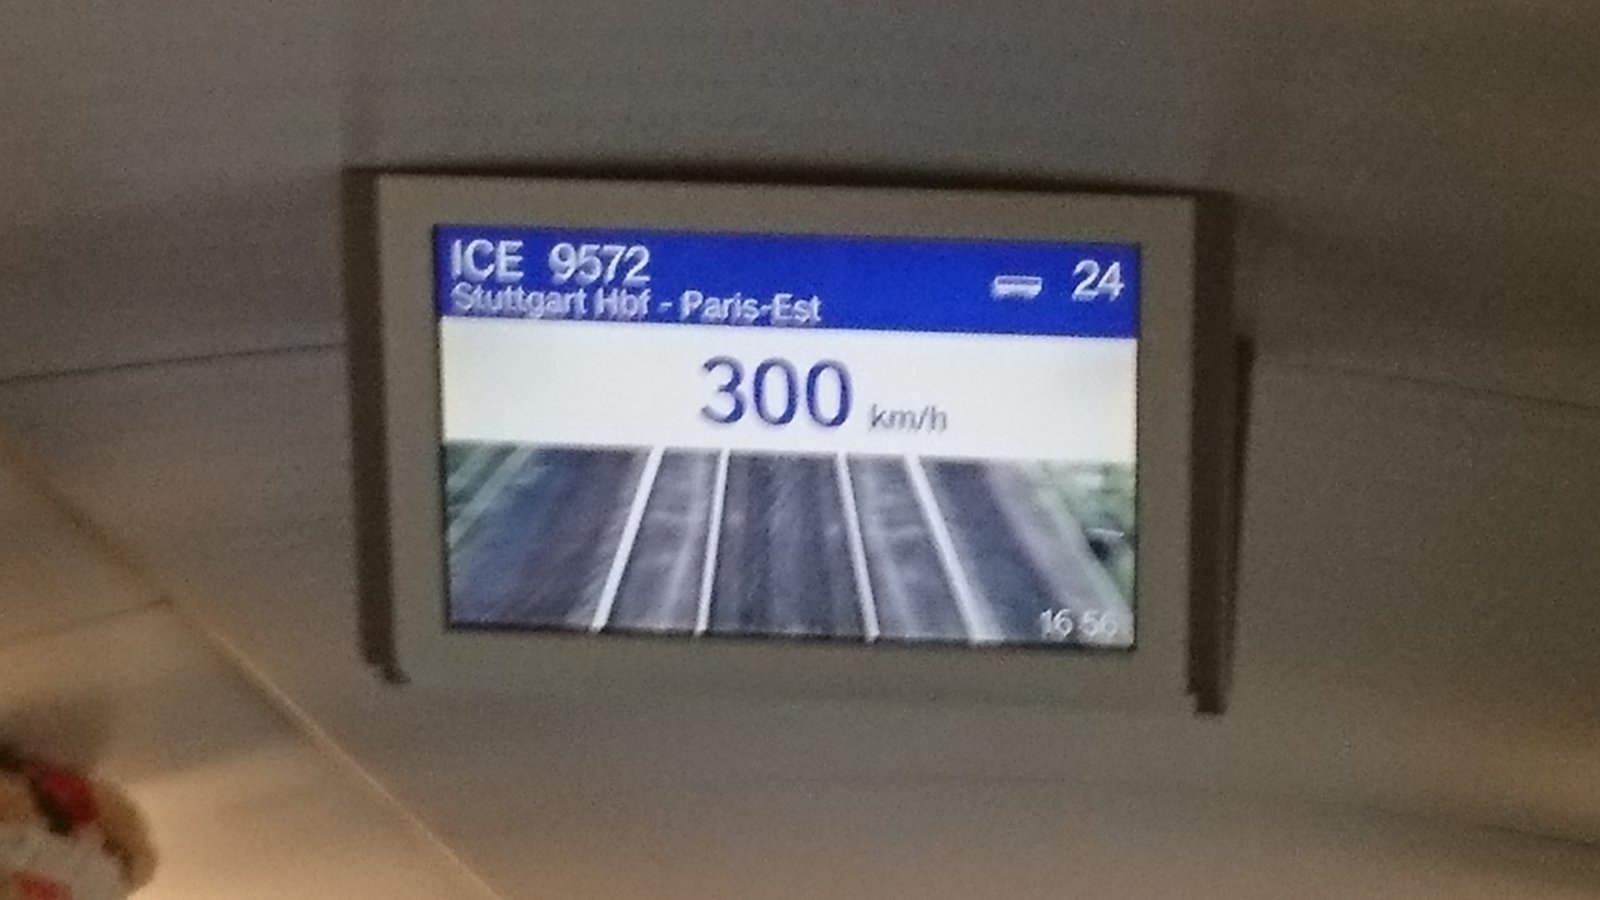 ICE 9572
24
Stuttgart Hbf - Paris-Est
300 km/h
16:56